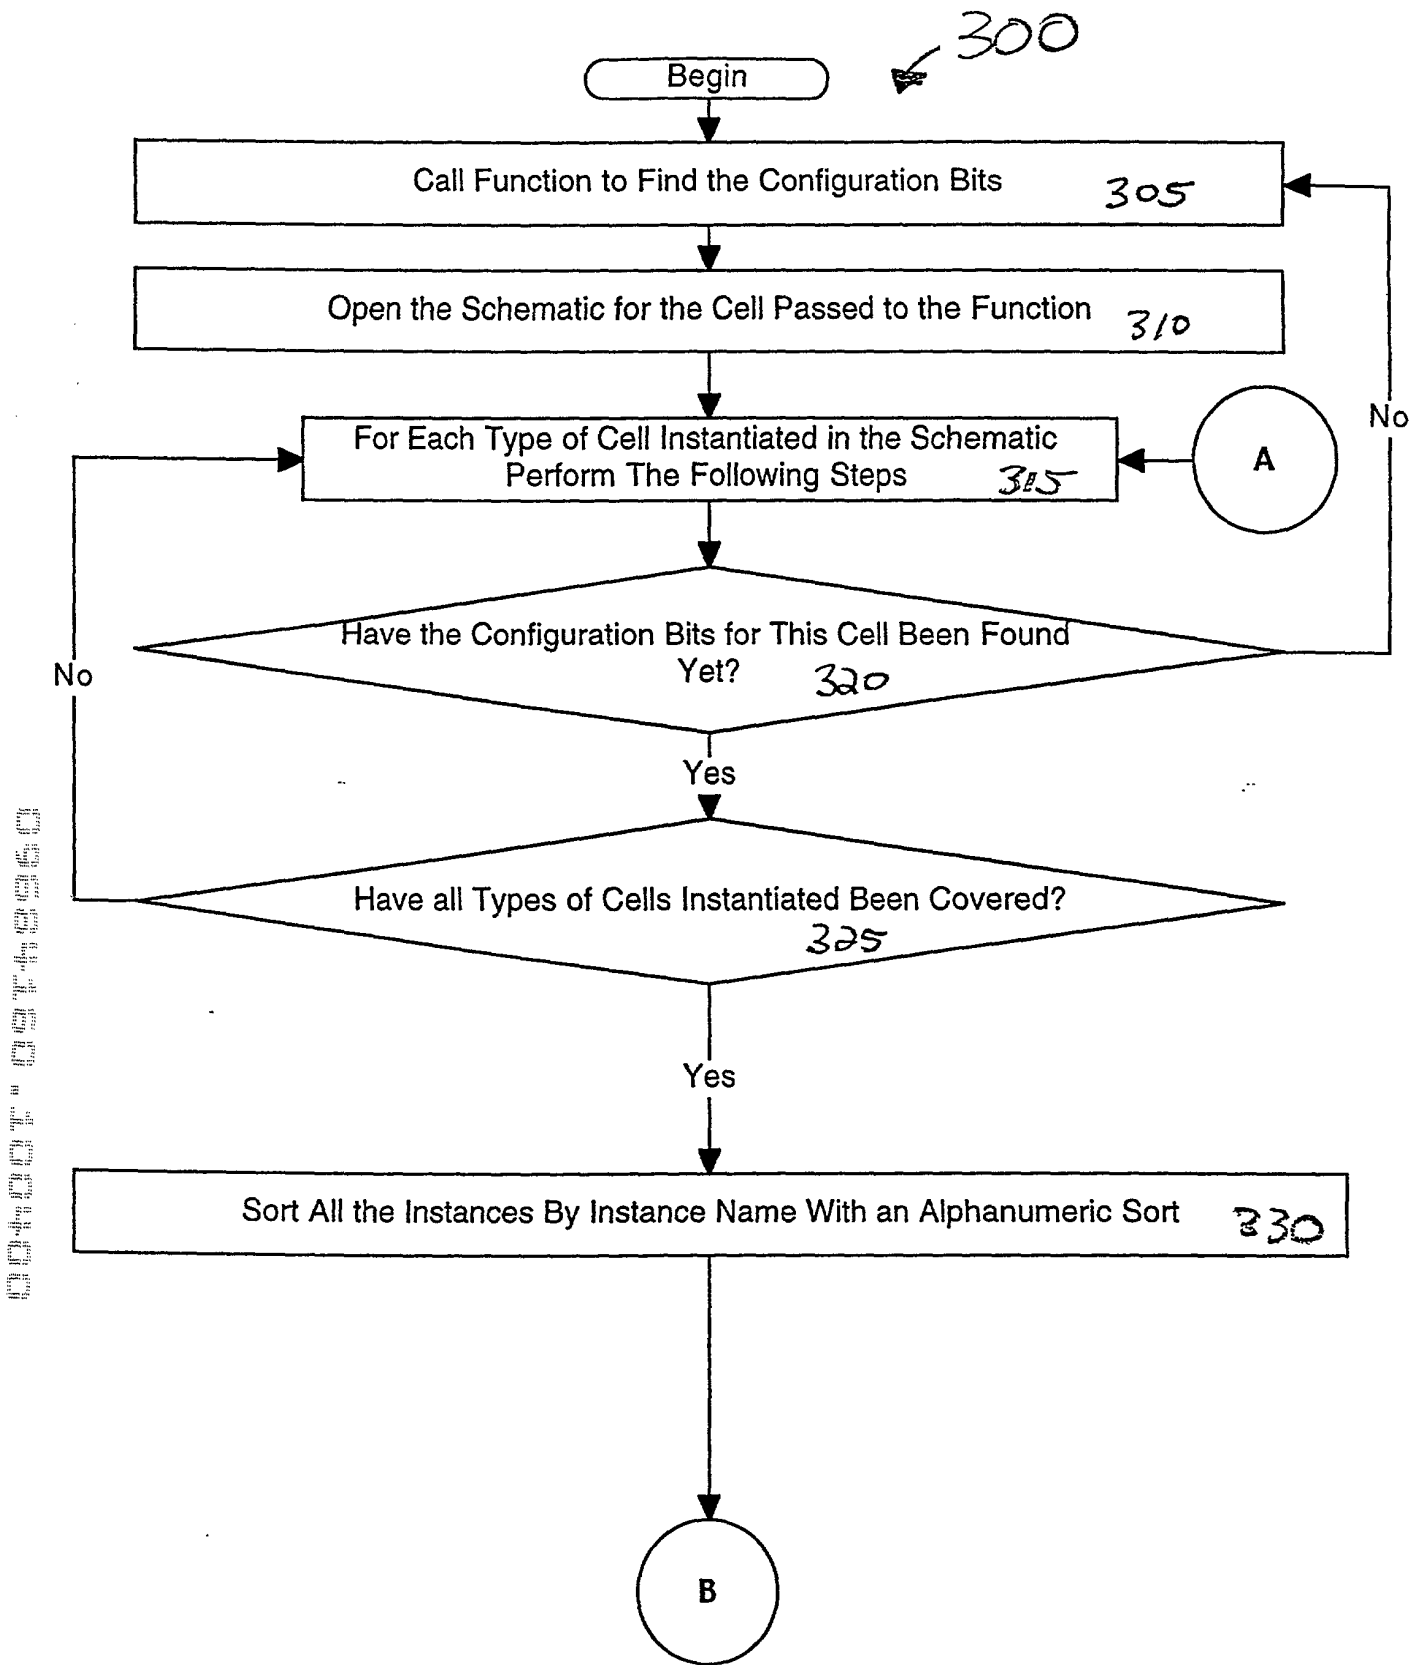 300
Begin
Call Function to Find the Configuration Bits 305
Open the Schematic for the Cell Passed to the Function 310
No
For Each Type of Cell Instantiated in the Schematic
Perform The Following Steps 315
A
Have the Configuration Bits for This Cell Been Found
Yet? 320
No
Yes
Have all Types of Cells Instantiated Been Covered?
325
Yes
Sort All the Instances By Instance Name With an Alphanumeric Sort 330
B